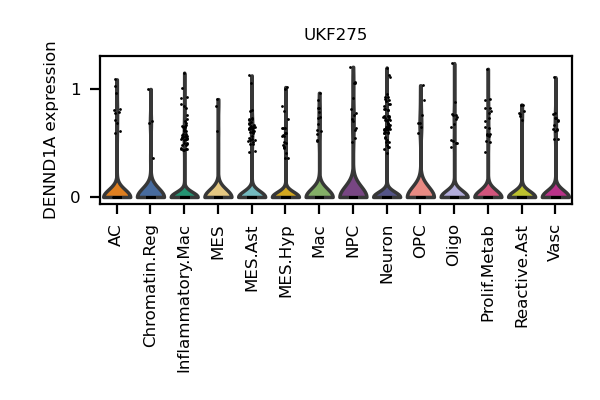 UKF275
DENND1A expression
1
0
AC
Chromatin.Reg
Inflammatory.Mac
MES
MES.Ast
MES.Hyp
Mac
NPC
Neuron
OPC
Oligo
Prolif.Metab
Reactive.Ast
Vasc